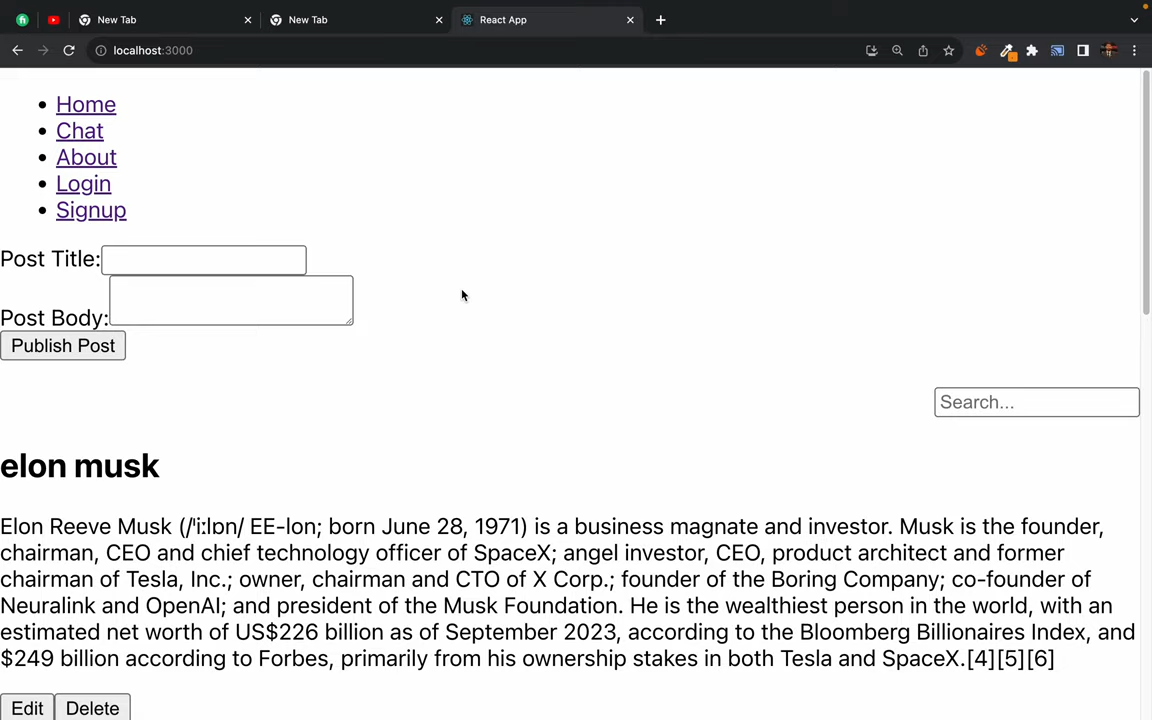 New Tab
New Tab
React App
localhost:3000
Home
Chat
About
Login
Signup
Post Title:
Post Body:
Publish Post
Search...
elon musk
Elon Reeve Musk (/ˈiːlɒn/ EE-lon; born June 28, 1971) is a business magnate and investor. Musk is the founder,
chairman, CEO and chief technology officer of SpaceX; angel investor, CEO, product architect and former
chairman of Tesla, Inc.; owner, chairman and CTO of X Corp.; founder of the Boring Company; co-founder of
Neuralink and OpenAI; and president of the Musk Foundation. He is the wealthiest person in the world, with an
estimated net worth of US$226 billion as of September 2023, according to the Bloomberg Billionaires Index, and
$249 billion according to Forbes, primarily from his ownership stakes in both Tesla and SpaceX.[4][5][6]
Edit Delete